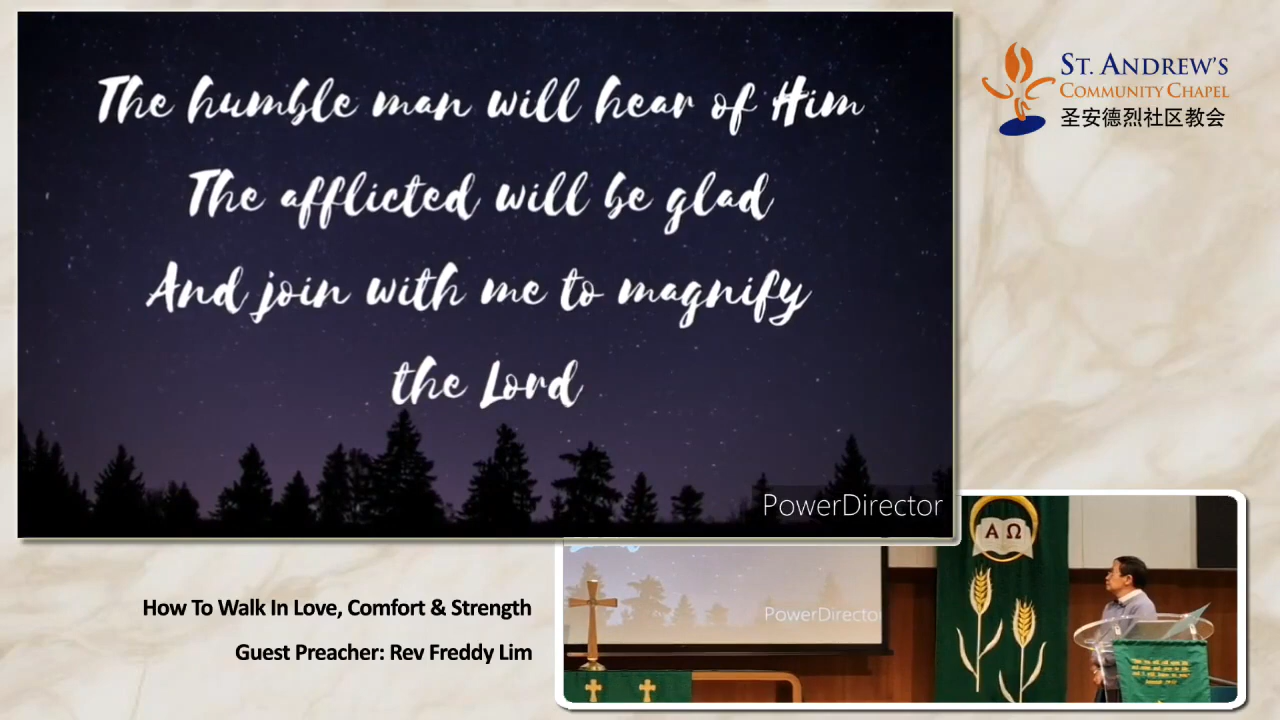 The humble man will hear of Him
The afflicted will be glad
And join with me to magnify
the Lord
PowerDirector
ST. ANDREW'S
COMMUNITY CHAPEL
圣安德烈社区教会
How To Walk In Love, Comfort & Strength
Guest Preacher: Rev Freddy Lim
Α Ω
PowerDirector